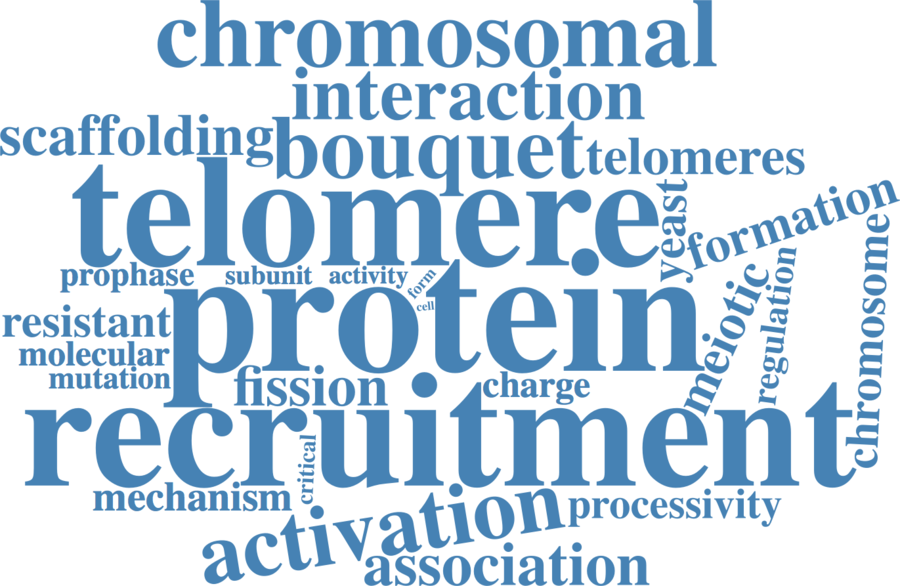 chromosomal
interaction
scaffolding
bouquet
telomeres
telomere
yeast
formation
prophase
subunit
activity
form
cell
protein
meiotic
regulation
chromosome
resistant
molecular
mutation
fission
charge
recruitment
critical
mechanism
activation
processivity
association